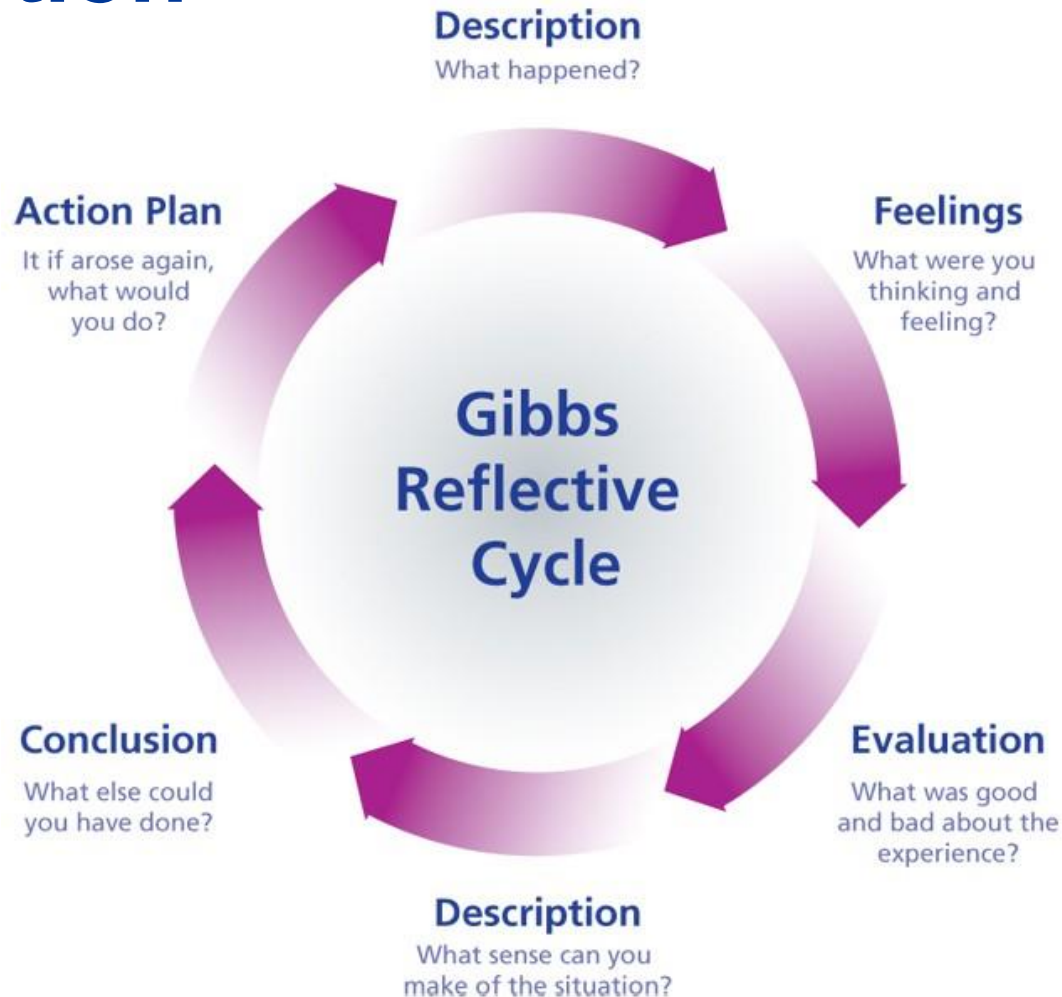 Description
What happened?
Feelings
What were you
thinking and
feeling?
Evaluation
What was good
and bad about the
experience?
Description
What sense can you
make of the situation?
Conclusion
What else could
you have done?
Action Plan
It if arose again,
what would
you do?
Gibbs
Reflective
Cycle